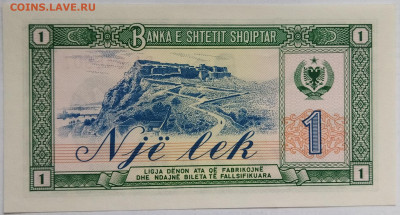 COINS.LAVE.RU
1 BANKA E SHTETIT SHQIPTAR 1
Një lek 1
LIGJA DËNON ATA QË FABRIKOJNË
DHE NDAJNË BILETA TË FALLSIFIKUARA
1 1